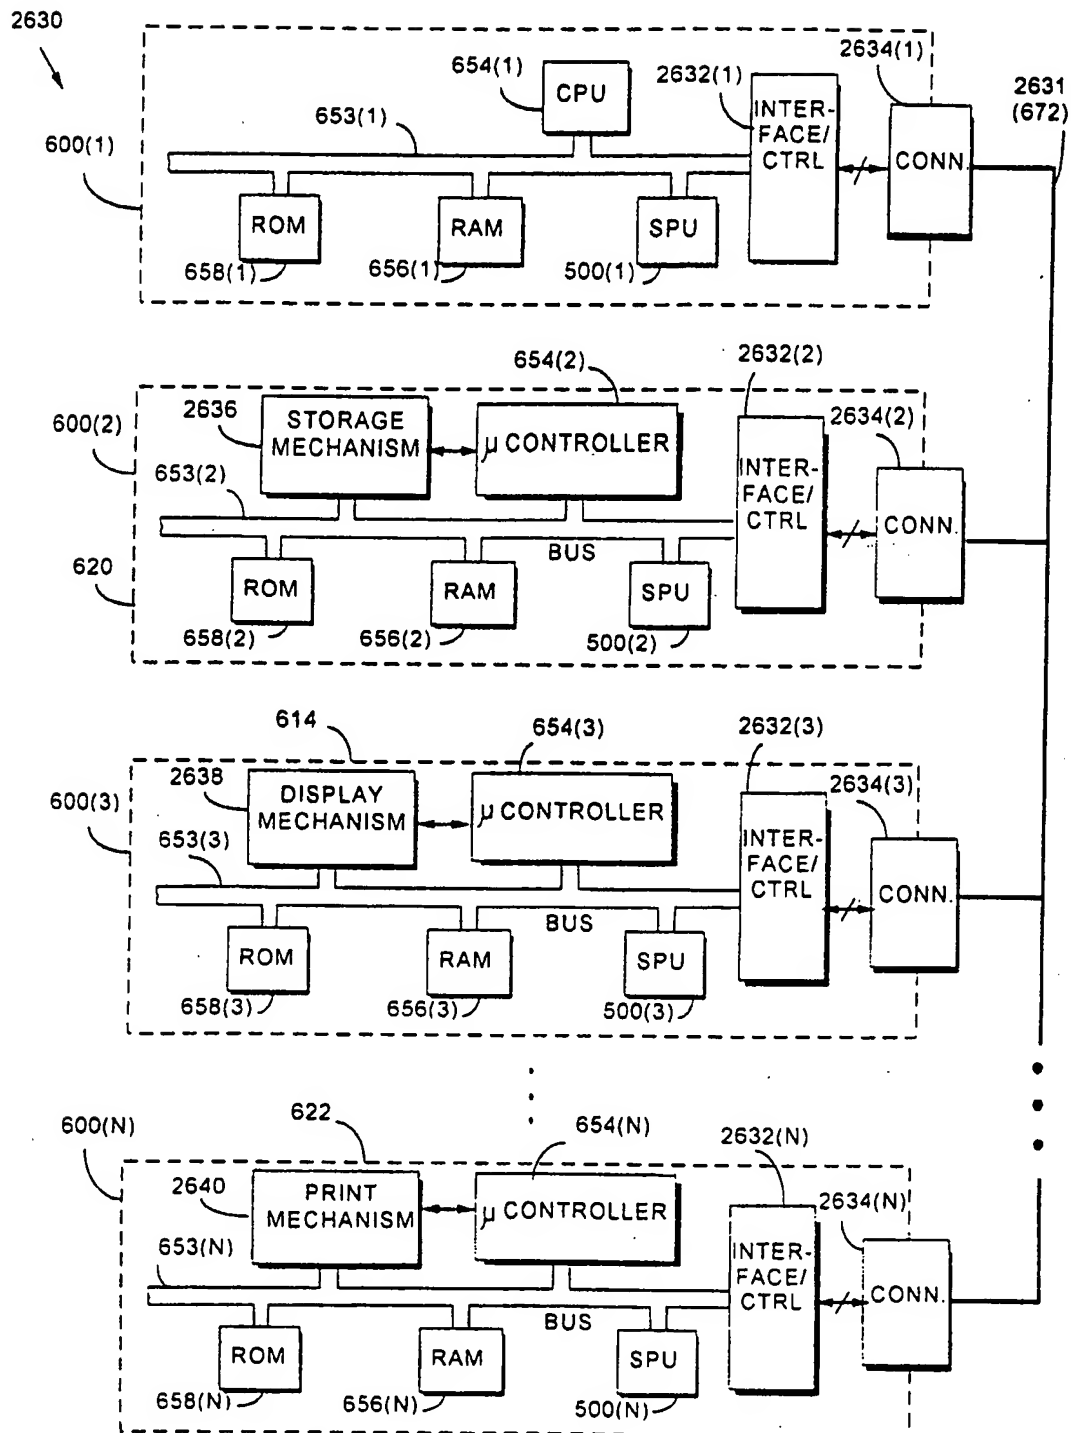 2630
654(1)
2632(1)
2634(1)
2631
(672)
600(1)
653(1)
CPU
INTER-
FACE/
CTRL
CONN.
ROM
RAM
SPU
658(1)
656(1)
500(1)
654(2)
2632(2)
600(2)
2636
STORAGE
MECHANISM
μ CONTROLLER
2634(2)
653(2)
INTER-
FACE/
CTRL
CONN.
620
BUS
ROM
RAM
SPU
658(2)
656(2)
500(2)
614
654(3)
2632(3)
600(3)
2638
DISPLAY
MECHANISM
μ CONTROLLER
2634(3)
653(3)
INTER-
FACE/
CTRL
CONN.
BUS
ROM
RAM
SPU
658(3)
656(3)
500(3)
600(N)
622
654(N)
2632(N)
2640
PRINT
MECHANISM
μ CONTROLLER
2634(N)
653(N)
INTER-
FACE/
CTRL
CONN.
BUS
ROM
RAM
SPU
658(N)
656(N)
500(N)